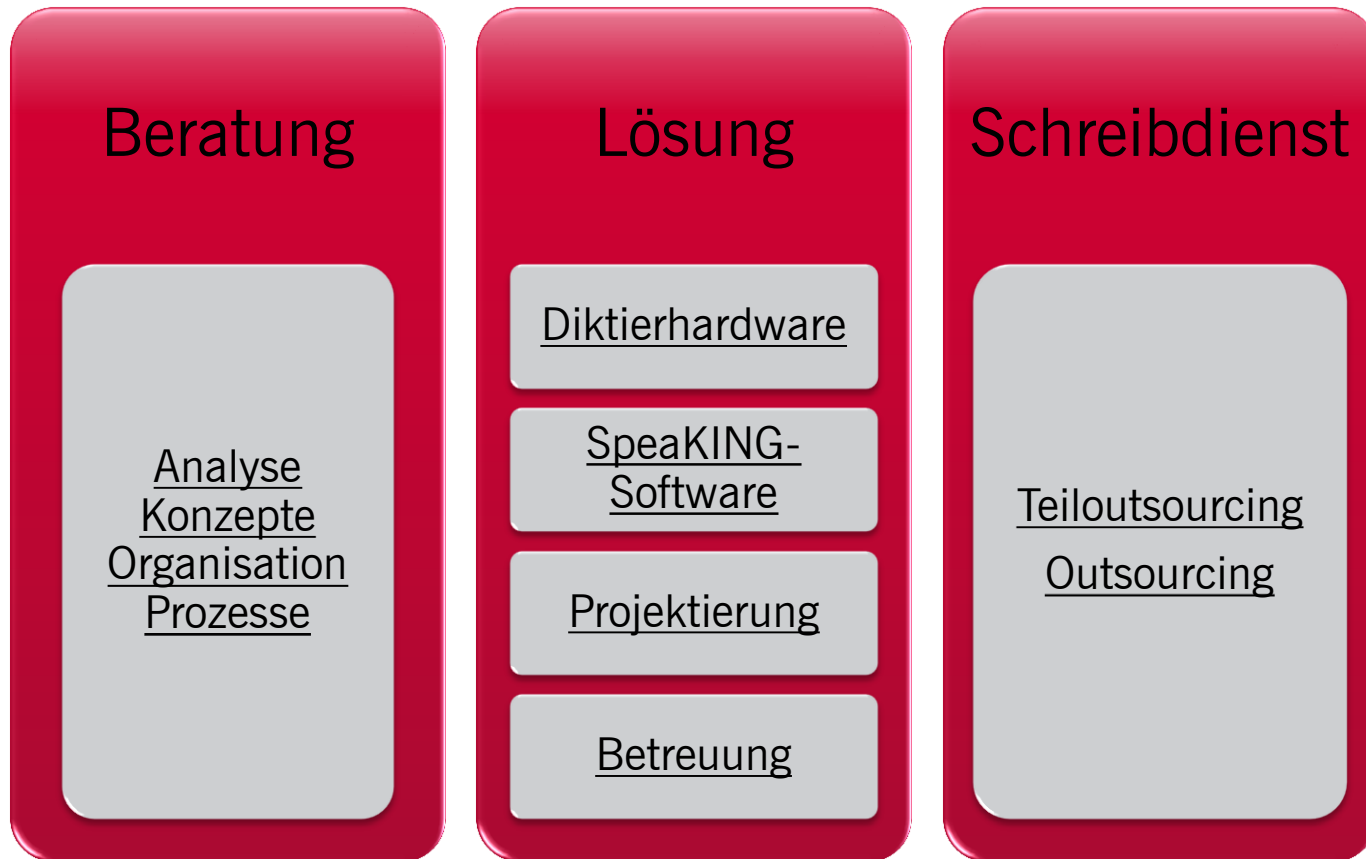 Beratung
Analyse
Konzepte
Organisation
Prozesse
Lösung
Diktierhardware
SpeaKING-
Software
Projektierung
Betreuung
Schreibdienst
Teiloutsourcing
Outsourcing